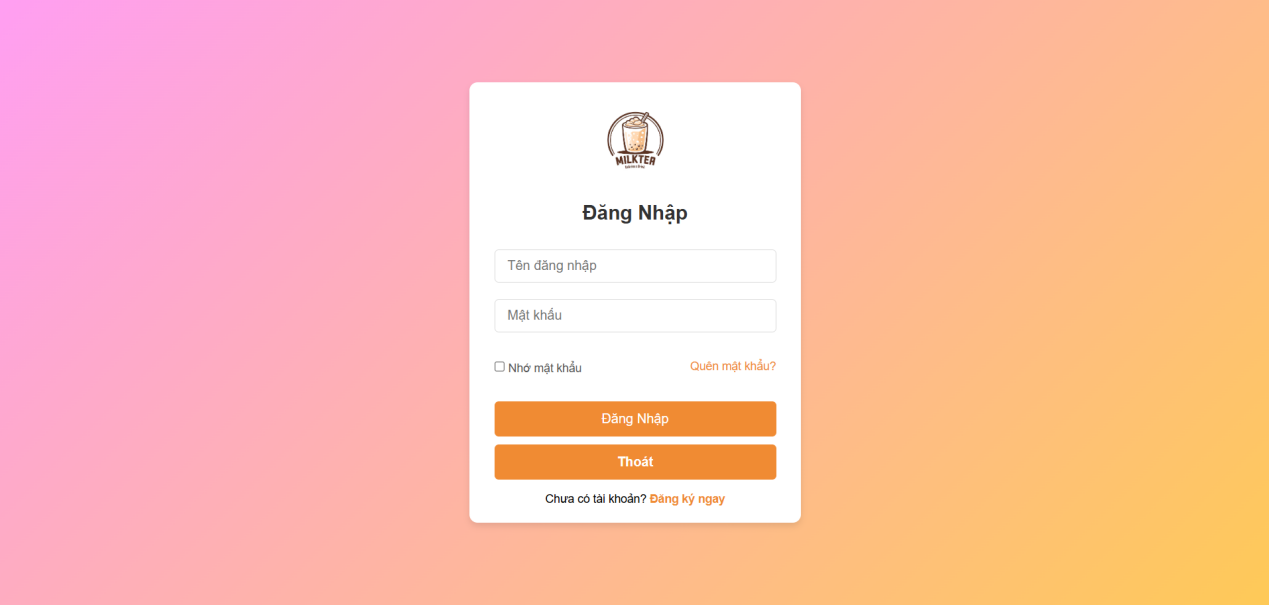 MILKTEA
Đăng Nhập
Tên đăng nhập
Mật khẩu
Nhớ mật khẩu
Quên mật khẩu?
Đăng Nhập
Thoát
Chưa có tài khoản? Đăng ký ngay